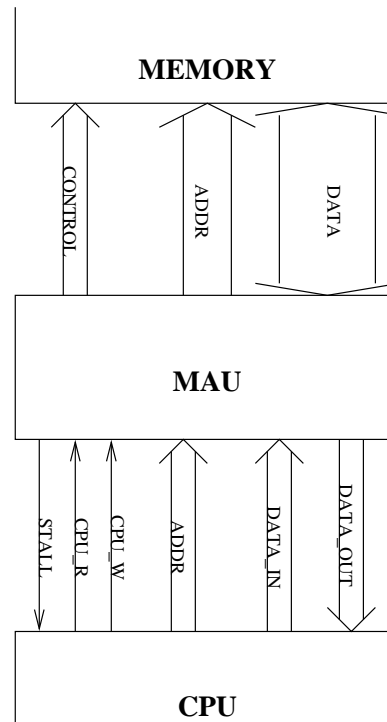 MEMORY
CONTROL
ADDR
DATA
MAU
STALL
CPU_R
CPU_W
ADDR
DATA_IN
DATA_OUT
CPU